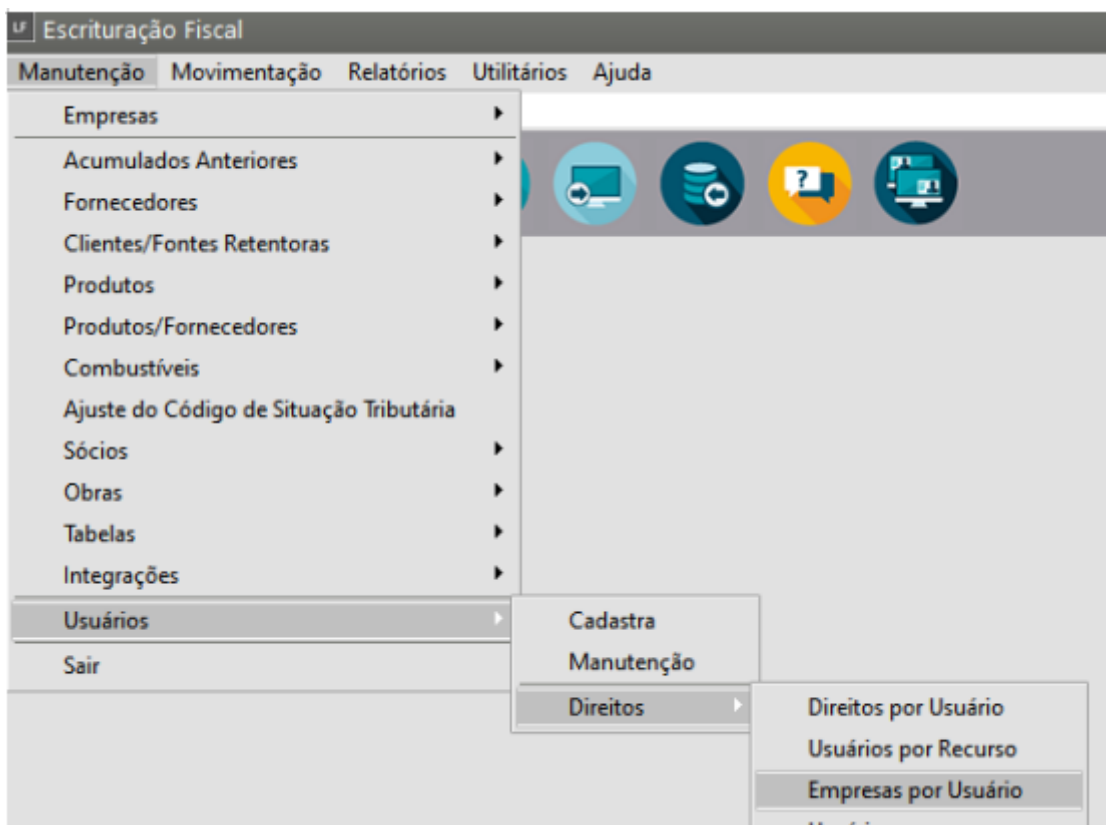 LF Escrituração Fiscal
Manutenção Movimentação Relatórios Utilitários Ajuda
Empresas
Acumulados Anteriores
Fornecedores
Clientes/Fontes Retentoras
Produtos
Produtos/Fornecedores
Combustíveis
Ajuste do Código de Situação Tributária
Sócios
Obras
Tabelas
Integrações
Usuários
Sair
Cadastra
Manutenção
Direitos
Direitos por Usuário
Usuários por Recurso
Empresas por Usuário